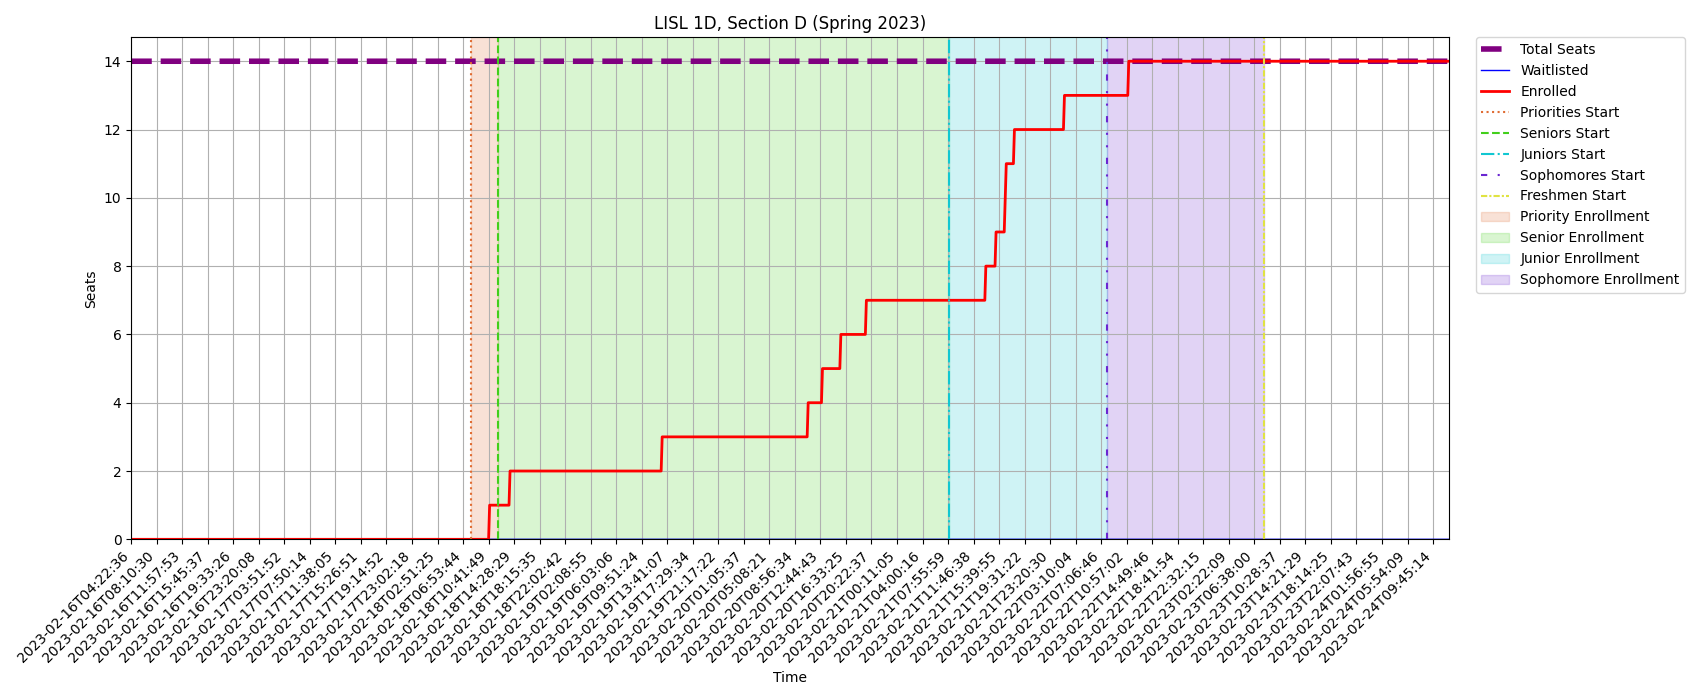 LISL 1D, Section D (Spring 2023)
14
12
10
8
6
4
2
0
Seats
2023-02-16T04:22:36
2023-02-16T08:10:30
2023-02-16T11:57:53
2023-02-16T15:45:37
2023-02-16T19:33:26
2023-02-16T23:20:08
2023-02-17T03:51:52
2023-02-17T07:50:14
2023-02-17T11:38:05
2023-02-17T15:26:51
2023-02-17T19:14:52
2023-02-17T23:02:18
2023-02-18T02:51:25
2023-02-18T06:53:44
2023-02-18T10:41:49
2023-02-18T14:28:29
2023-02-18T18:15:35
2023-02-18T22:02:42
2023-02-19T02:08:55
2023-02-19T06:03:06
2023-02-19T09:51:24
2023-02-19T13:41:07
2023-02-19T17:29:34
2023-02-19T21:17:22
2023-02-20T01:05:37
2023-02-20T05:08:21
2023-02-20T08:56:34
2023-02-20T12:44:43
2023-02-20T16:33:25
2023-02-20T20:22:37
2023-02-21T00:11:05
2023-02-21T04:00:16
2023-02-21T07:55:59
2023-02-21T11:46:38
2023-02-21T15:39:55
2023-02-21T19:31:22
2023-02-21T23:20:30
2023-02-22T03:10:04
2023-02-22T07:06:46
2023-02-22T10:57:02
2023-02-22T14:49:46
2023-02-22T18:41:54
2023-02-22T22:32:15
2023-02-23T02:22:09
2023-02-23T06:38:00
2023-02-23T10:28:37
2023-02-23T14:21:29
2023-02-23T18:14:25
2023-02-23T22:07:43
2023-02-24T01:56:55
2023-02-24T05:54:09
2023-02-24T09:45:14
Time
Total Seats
Waitlisted
Enrolled
Priorities Start
Seniors Start
Juniors Start
Sophomores Start
Freshmen Start
Priority Enrollment
Senior Enrollment
Junior Enrollment
Sophomore Enrollment